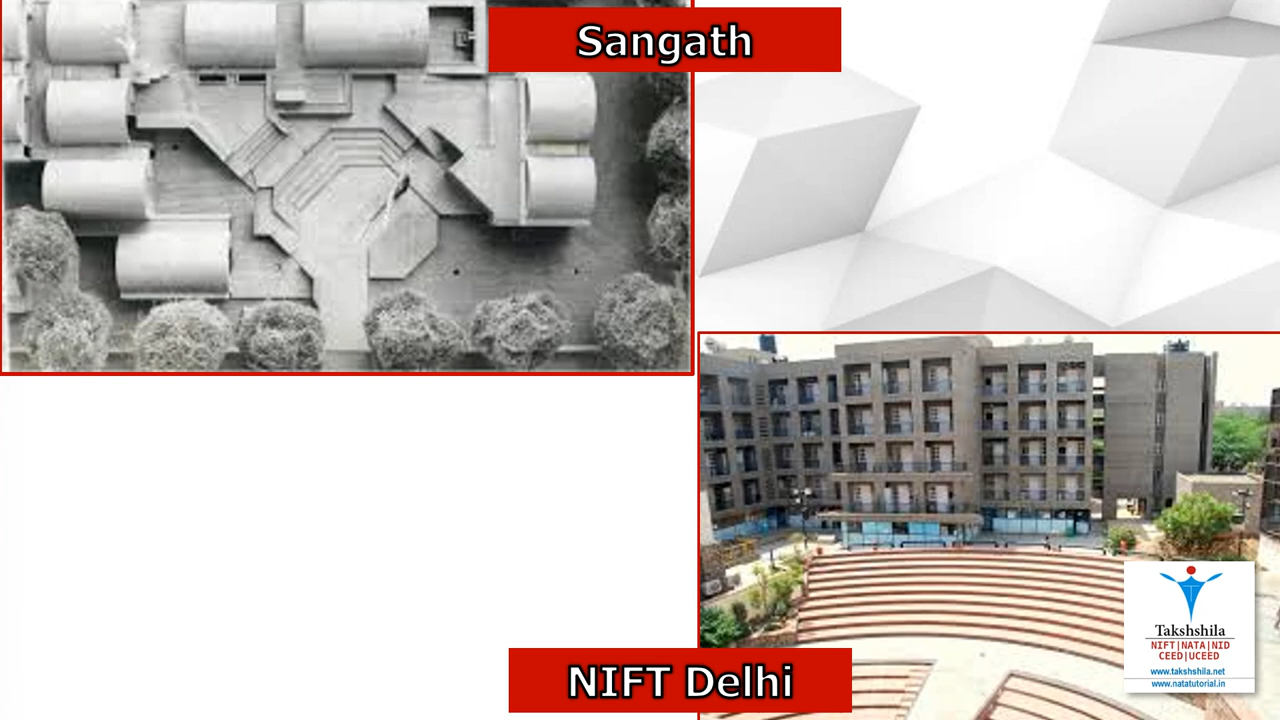 Sangath
NIFT Delhi
Takshshila
NIFT|NATA|NID
CEED|UCEED
www.takshshila.net
www.natatutorial.in